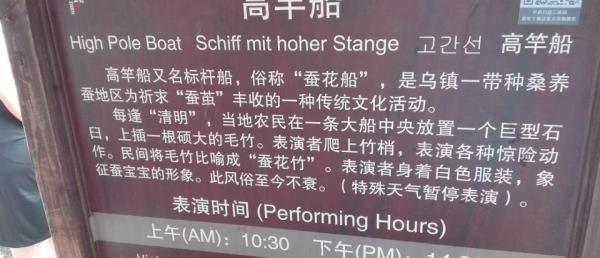 高竿船
High Pole Boat Schiff mit hoher Stange 고간선 高竿船
高竿船又名标杆船，俗称“蚕花船”，是乌镇一带种桑养
蚕地区为祈求“蚕茧”丰收的一种传统文化活动。
每逢“清明”，当地农民在一条大船中央放置一个巨型石
臼，上插一根硕大的毛竹。表演者爬上竹梢，表演各种惊险动
作。民间将毛竹比喻成“蚕花竹”。表演者身着白色服装，象
征蚕宝宝的形象。此风俗至今不衰。（特殊天气暂停表演）。
表演时间 (Performing Hours)
上午(AM)：10:30 下午(PM)：